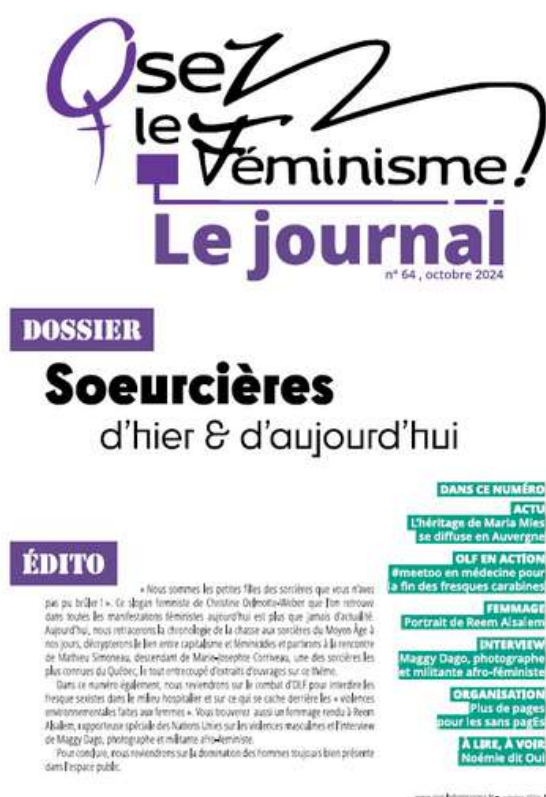 Osez
le Féminisme!
Le journal
n° 64 , octobre 2024
DOSSIER
Soeurcières
d'hier & d'aujourd'hui
ÉDITO
« Nous sommes les petites filles des sorcières que vous n'avez
pas pu brûler ! ». Ce slogan féministe de Christine Delmotte-Weber que l'on retrouve
dans toutes les manifestations féministes aujourd'hui est plus que jamais d'actualité.
Aujourd'hui, nous retracerons la chronologie de la chasse aux sorcières du Moyen Âge à
nos jours, décrypterons le lien entre capitalisme et féminicides et partirons à la rencontre
de Mathieu Simoneau, descendant de Marie-Josephte Corriveau, une des sorcières les
plus connues du Québec, le tout entrecoupé d'extraits d'ouvrages sur ce thème.
Dans ce numéro également, nous reviendrons sur le combat d'OLF pour interdire les
fresque sexistes dans le milieu hospitalier et sur ce qui se cache derrière les « violences
environnementales faites aux femmes ». Vous trouverez aussi un femmage rendu à Reem
Alsalem, rapporteuse spéciale des Nations Unies sur les violences masculines et l'interview
de Maggy Dago, photographe et militante afro-féministe.
Pour conclure, nous reviendrons sur la domination des hommes toujours bien présente
dans l'espace public.
DANS CE NUMÉRO
ACTU
L'héritage de Maria Mies
se diffuse en Auvergne
OLF EN ACTION
#meetoo en médecine pour
la fin des fresques carabines
FEMMAGE
Portrait de Reem Alsalem
INTERVIEW
Maggy Dago, photographe
et militante afro-féministe
ORGANISATION
Plus de pages
pour les sans pagEs
À LIRE, À VOIR
Noémie dit Oui